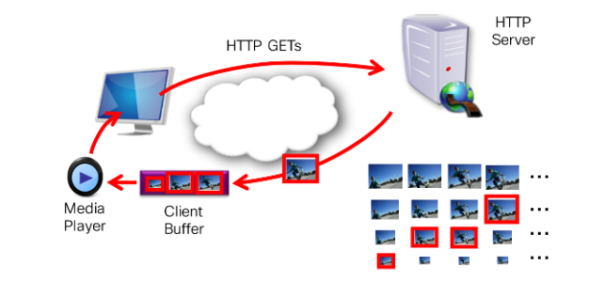 HTTP GETs
HTTP
Server
Media
Player
Client
Buffer
...
...
...
...